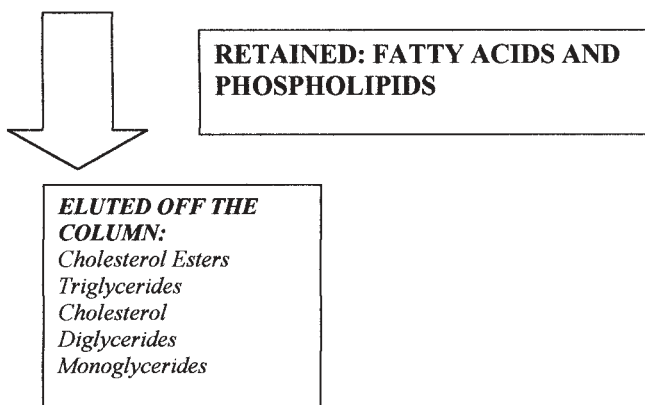 RETAINED: FATTY ACIDS AND
PHOSPHOLIPIDS
ELUTED OFF THE
COLUMN:
Cholesterol Esters
Triglycerides
Cholesterol
Diglycerides
Monoglycerides